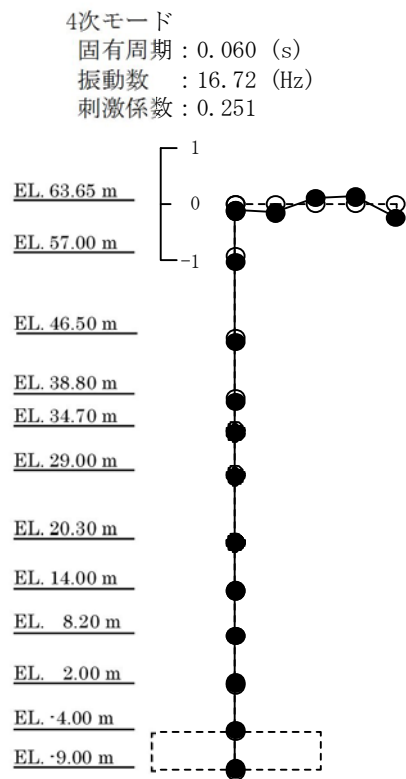 4次モード
固有周期：0.060 (s)
振動数　：16.72 (Hz)
刺激係数：0.251
1
EL. 63.65 m
0
EL. 57.00 m
-1
EL. 46.50 m
EL. 38.80 m
EL. 34.70 m
EL. 29.00 m
EL. 20.30 m
EL. 14.00 m
EL. 8.20 m
EL. 2.00 m
EL. -4.00 m
EL. -9.00 m